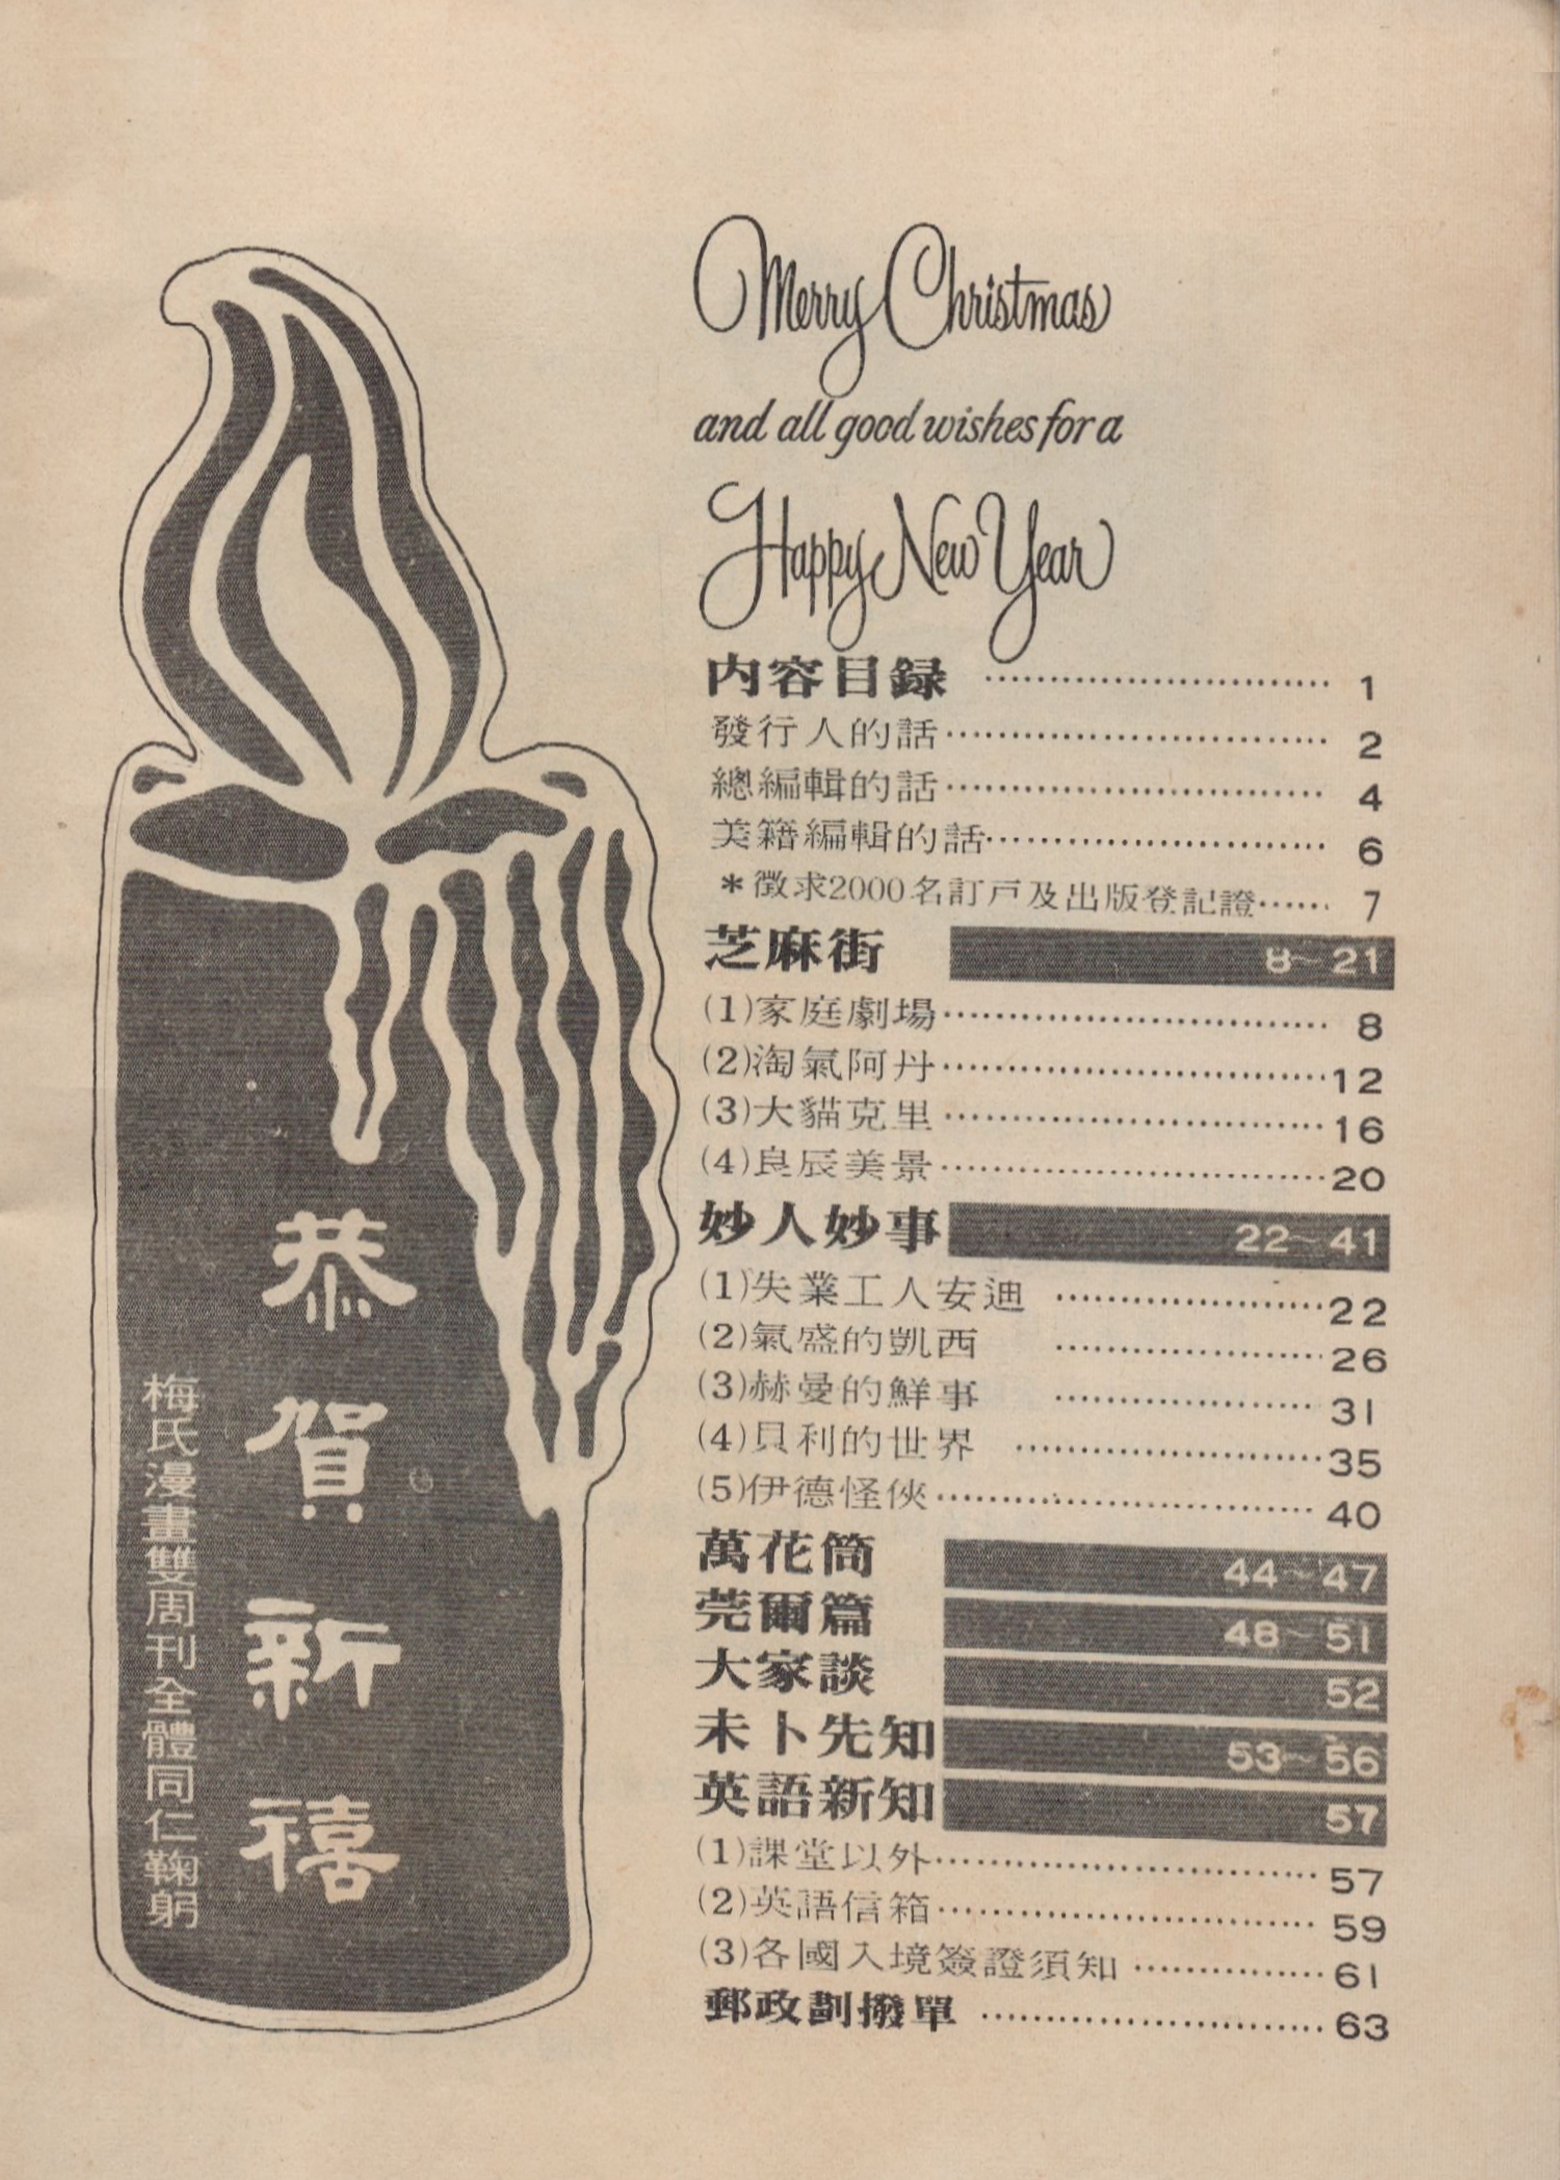 Merry Christmas
and all good wishes for a
Happy New Year
内容目録 ………………………… 1
發行人的話………………………… 2
總編輯的話………………………… 4
美籍編輯的話……………………… 6
＊徵求2000名訂戶及出版登記證…… 7
芝麻街 8～21
(1)家庭劇場………………………… 8
(2)淘氣阿丹…………………………12
(3)大貓克里…………………………16
(4)良辰美景…………………………20
妙人妙事 22～41
(1)失業工人安迪 …………………22
(2)氣盛的凱西 …………………26
(3)赫曼的鮮事 ………………… 31
(4)貝利的世界 ……………………35
(5)伊德怪俠………………………… 40
萬花筒 44～47
莞爾篇 48～51
大家談 52
未卜先知 53～56
英語新知 57
(1)課堂以外…………………………57
(2)英語信箱………………………… 59
(3)各國入境簽證須知 ……………61
郵政劃撥單 ………………………63
恭賀新禧
梅氏漫畫雙周刊全體同仁鞠躬